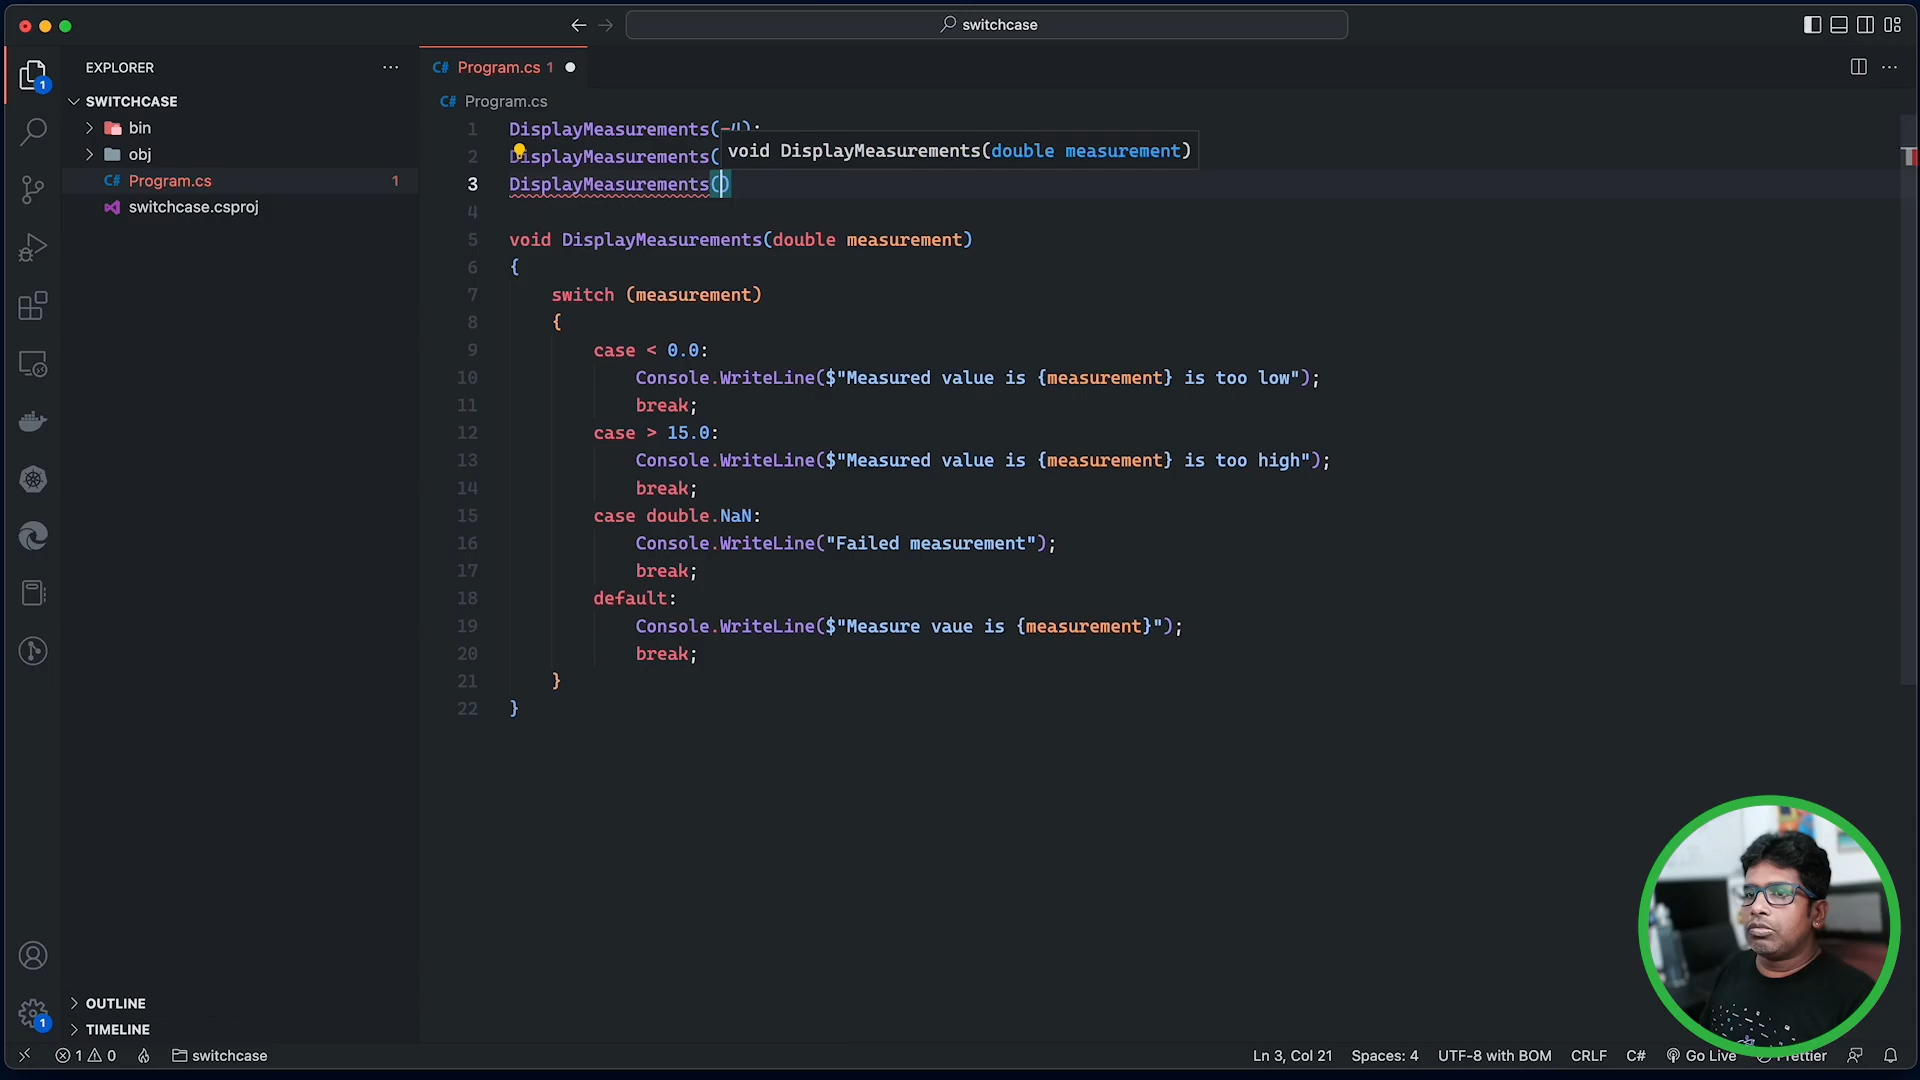 switchcase
EXPLORER
SWITCHCASE
bin
obj
Program.cs 1
switchcase.csproj
1
1
C# Program.cs 1
C# Program.cs
1 DisplayMeasurements(-4);
2 DisplayMeasurements(
void DisplayMeasurements(double measurement)
3 DisplayMeasurements()
4
5 void DisplayMeasurements(double measurement)
6 {
7 switch (measurement)
8 {
9 case < 0.0:
10 Console.WriteLine($"Measured value is {measurement} is too low");
11 break;
12 case > 15.0:
13 Console.WriteLine($"Measured value is {measurement} is too high");
14 break;
15 case double.NaN:
16 Console.WriteLine("Failed measurement");
17 break;
18 default:
19 Console.WriteLine($"Measure vaue is {measurement}");
20 break;
21 }
22 }
OUTLINE
TIMELINE
1 0 switchcase
Ln 3, Col 21 Spaces: 4 UTF-8 with BOM CRLF C# Go Live Prettier